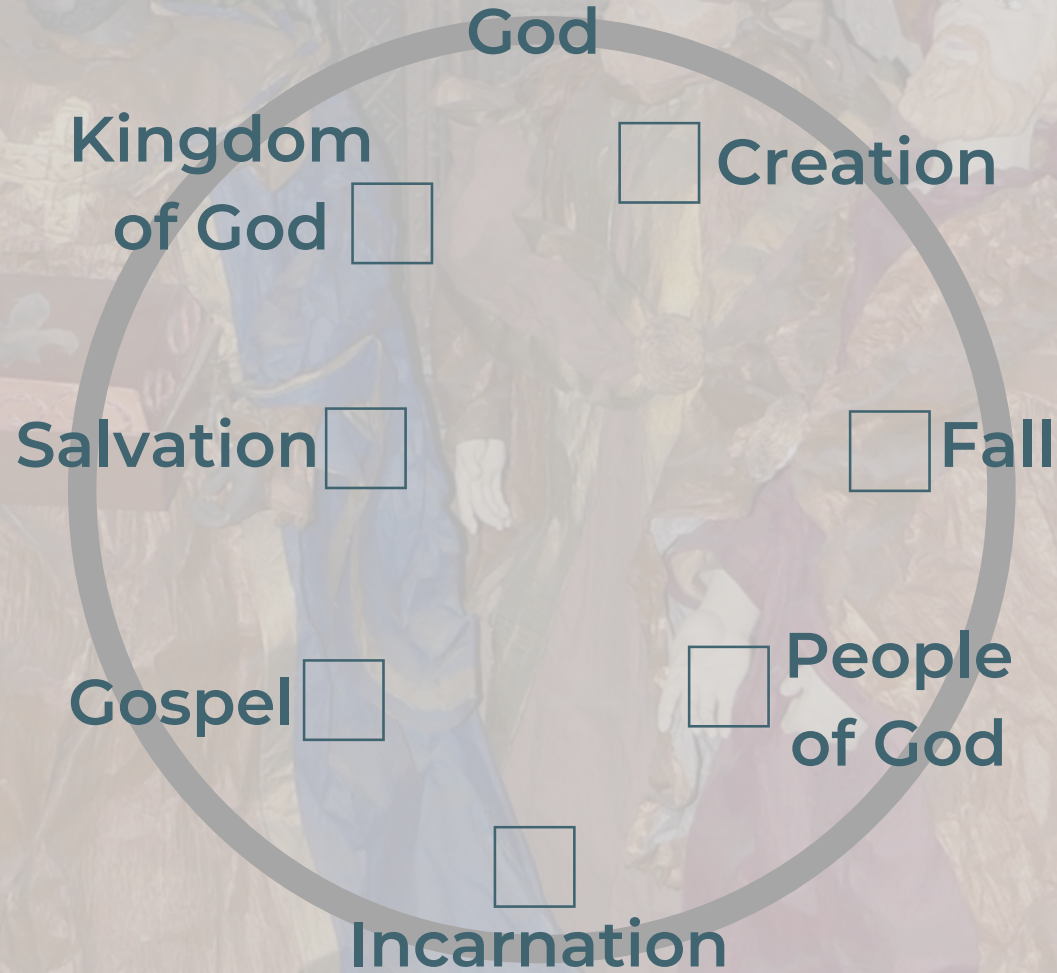 God
Kingdom
of God
Creation
Salvation
Fall
Gospel
People
of God
Incarnation